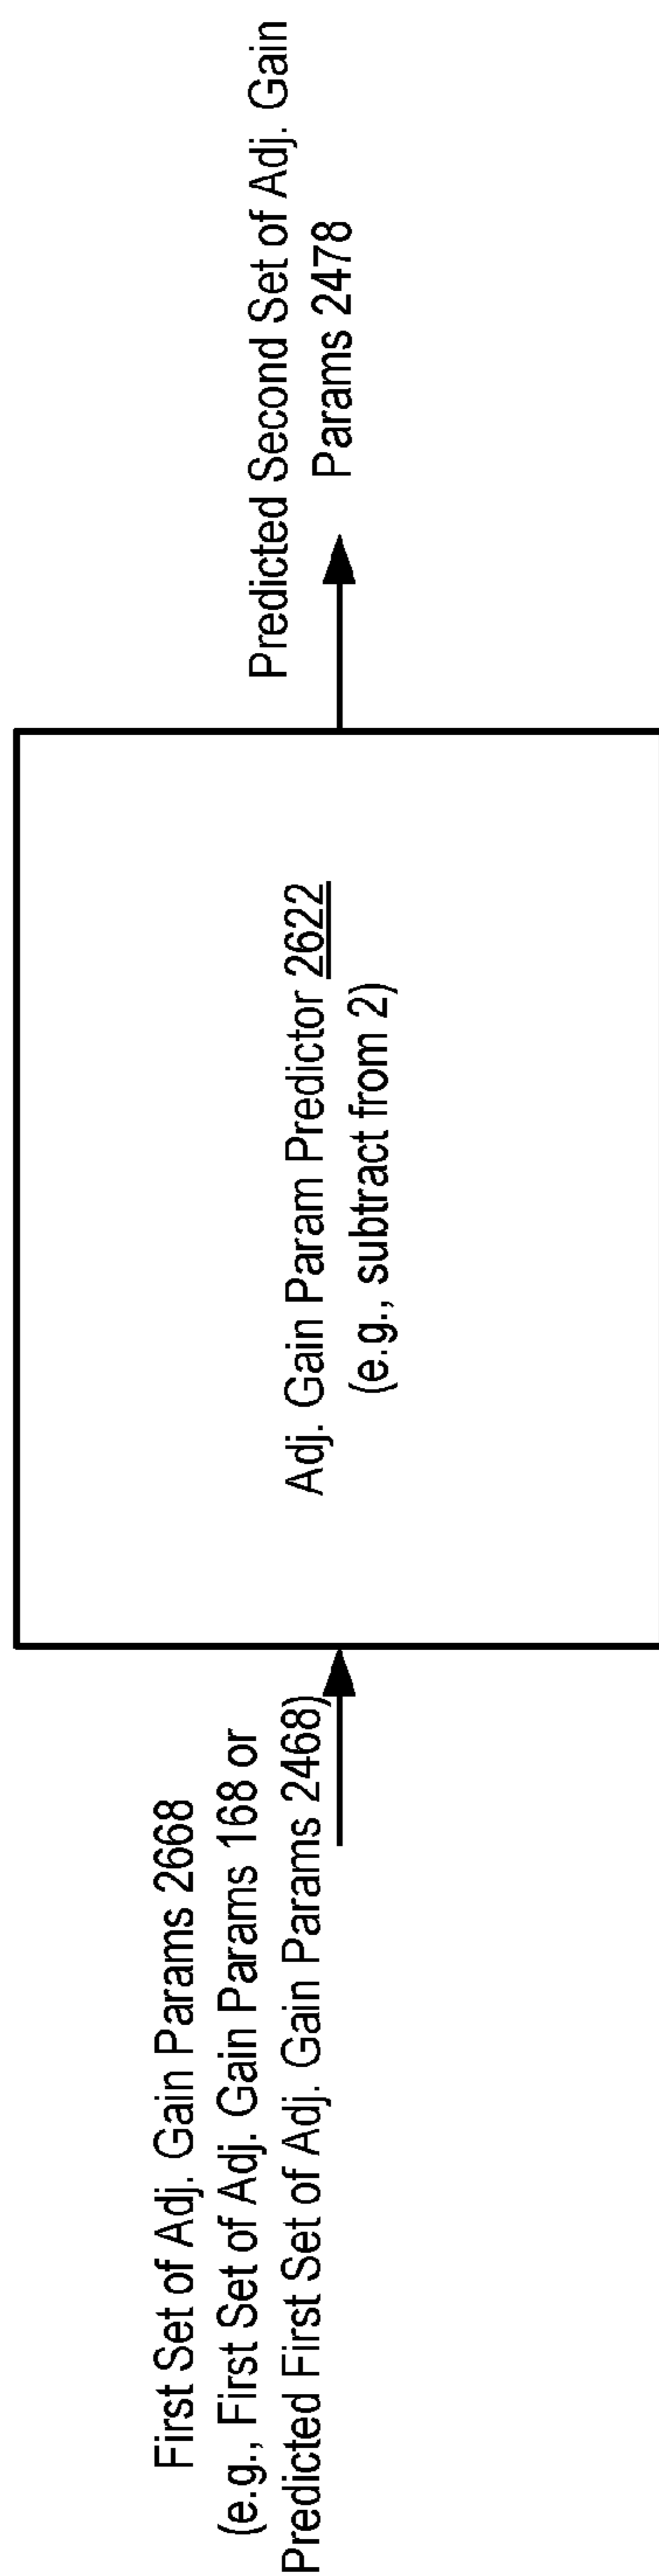 First Set of Adj. Gain Params 2668
(e.g., First Set of Adj. Gain Params 168 or
Predicted First Set of Adj. Gain Params 2468)
Adj. Gain Param Predictor 2622
(e.g., subtract from 2)
Predicted Second Set of Adj. Gain
Params 2478